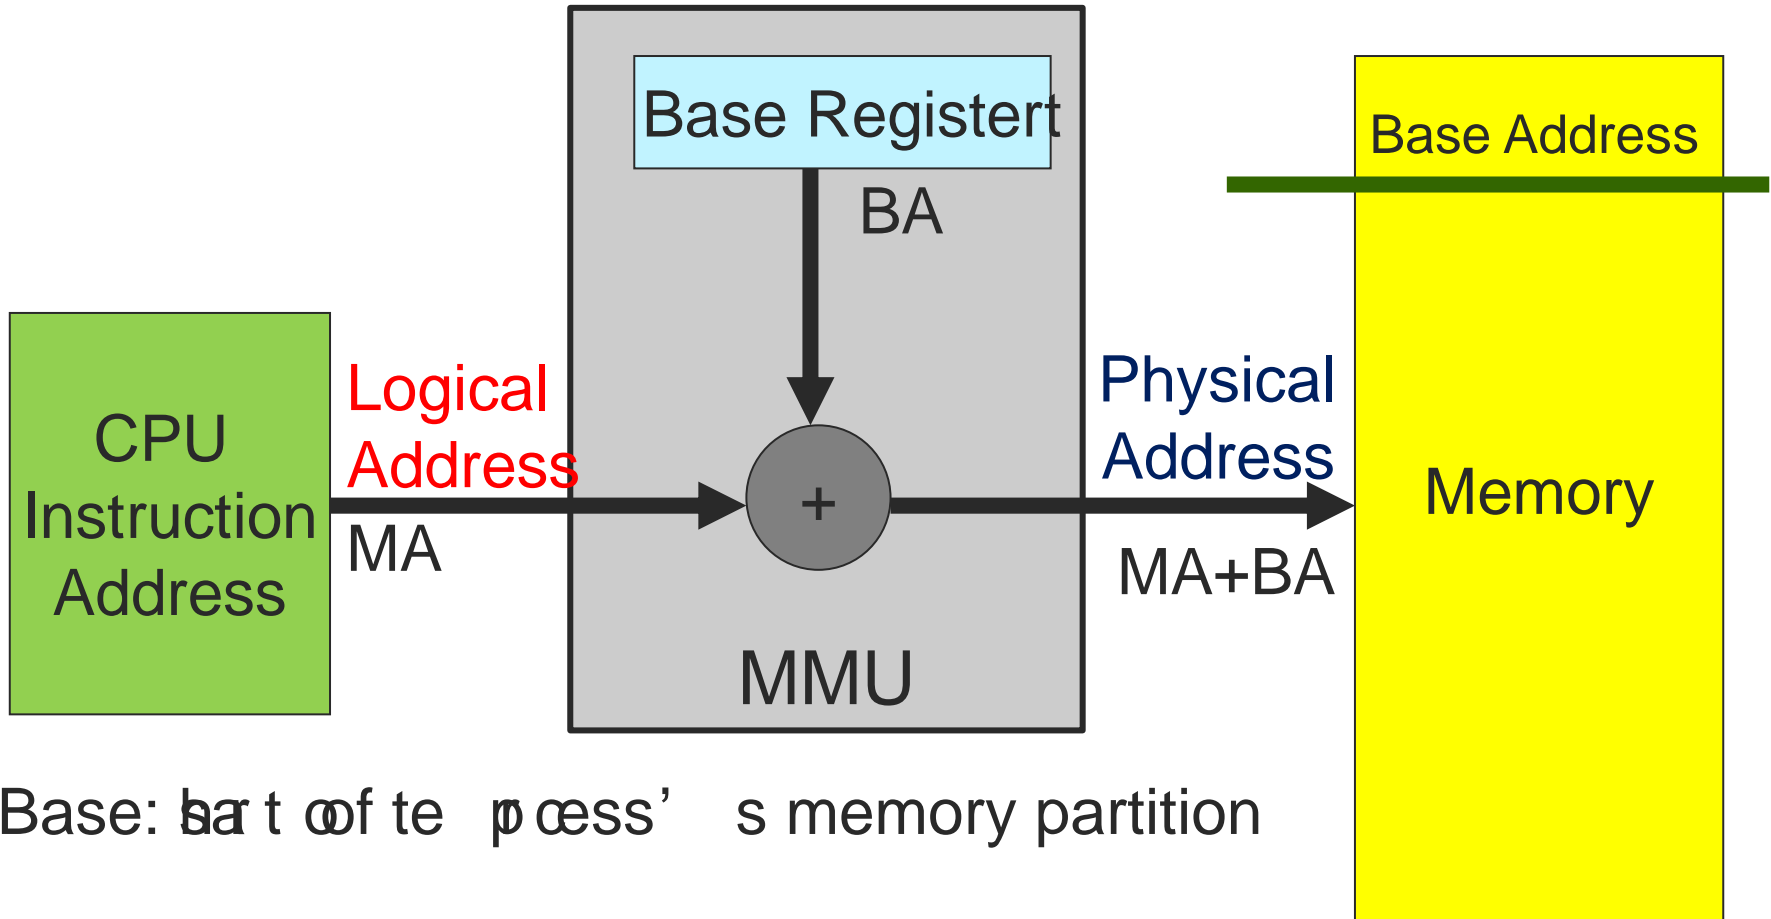 Base Registert
Base Address
BA
Logical
Address
Physical
Address
CPU
Instruction
Address
+
Memory
MA
MA+BA
MMU
Base: of s memory partition